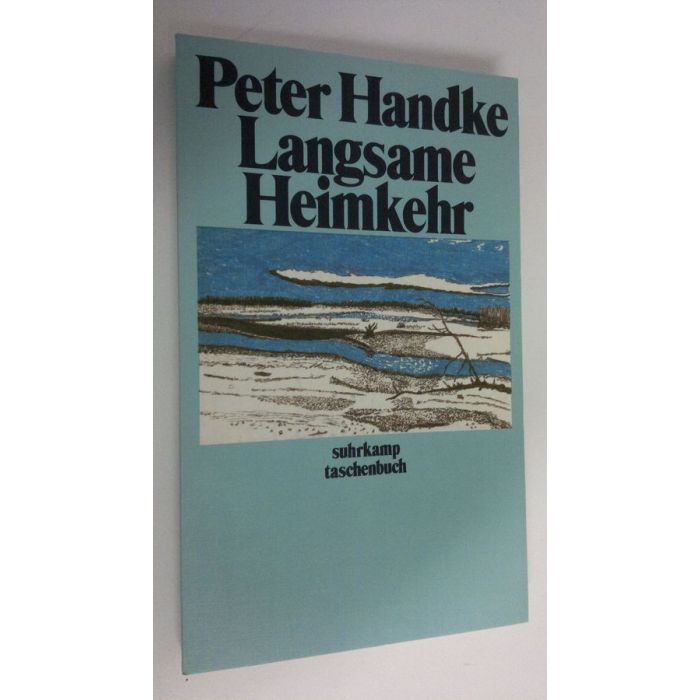 Peter Handke
Langsame
Heimkehr
suhrkamp
taschenbuch